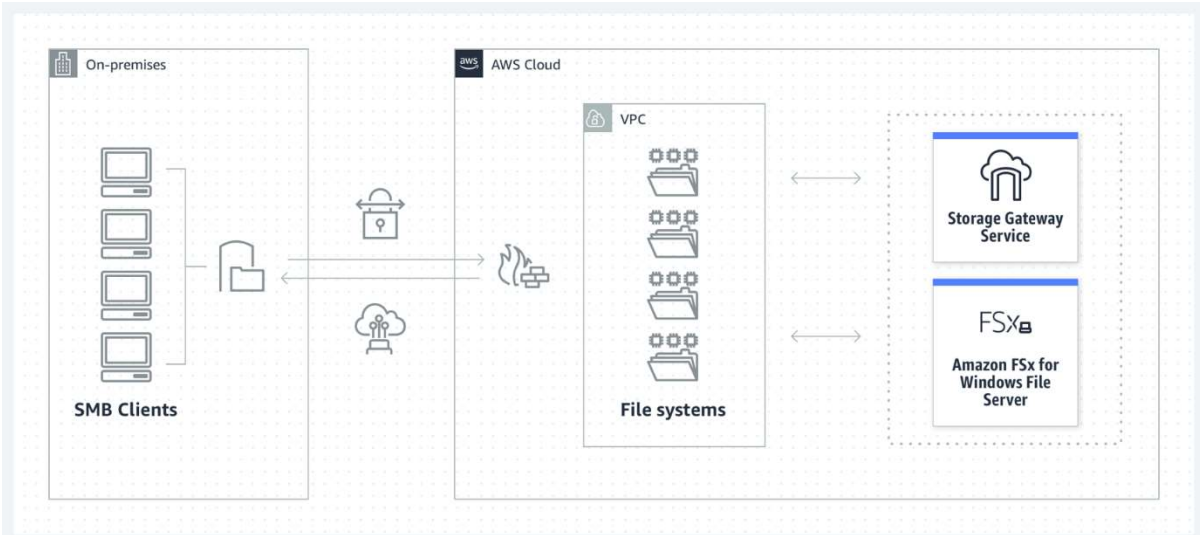 On-premises
SMB Clients
aws
AWS Cloud
VPC
File systems
Storage Gateway
Service
FSx
Amazon FSx for
Windows File
Server